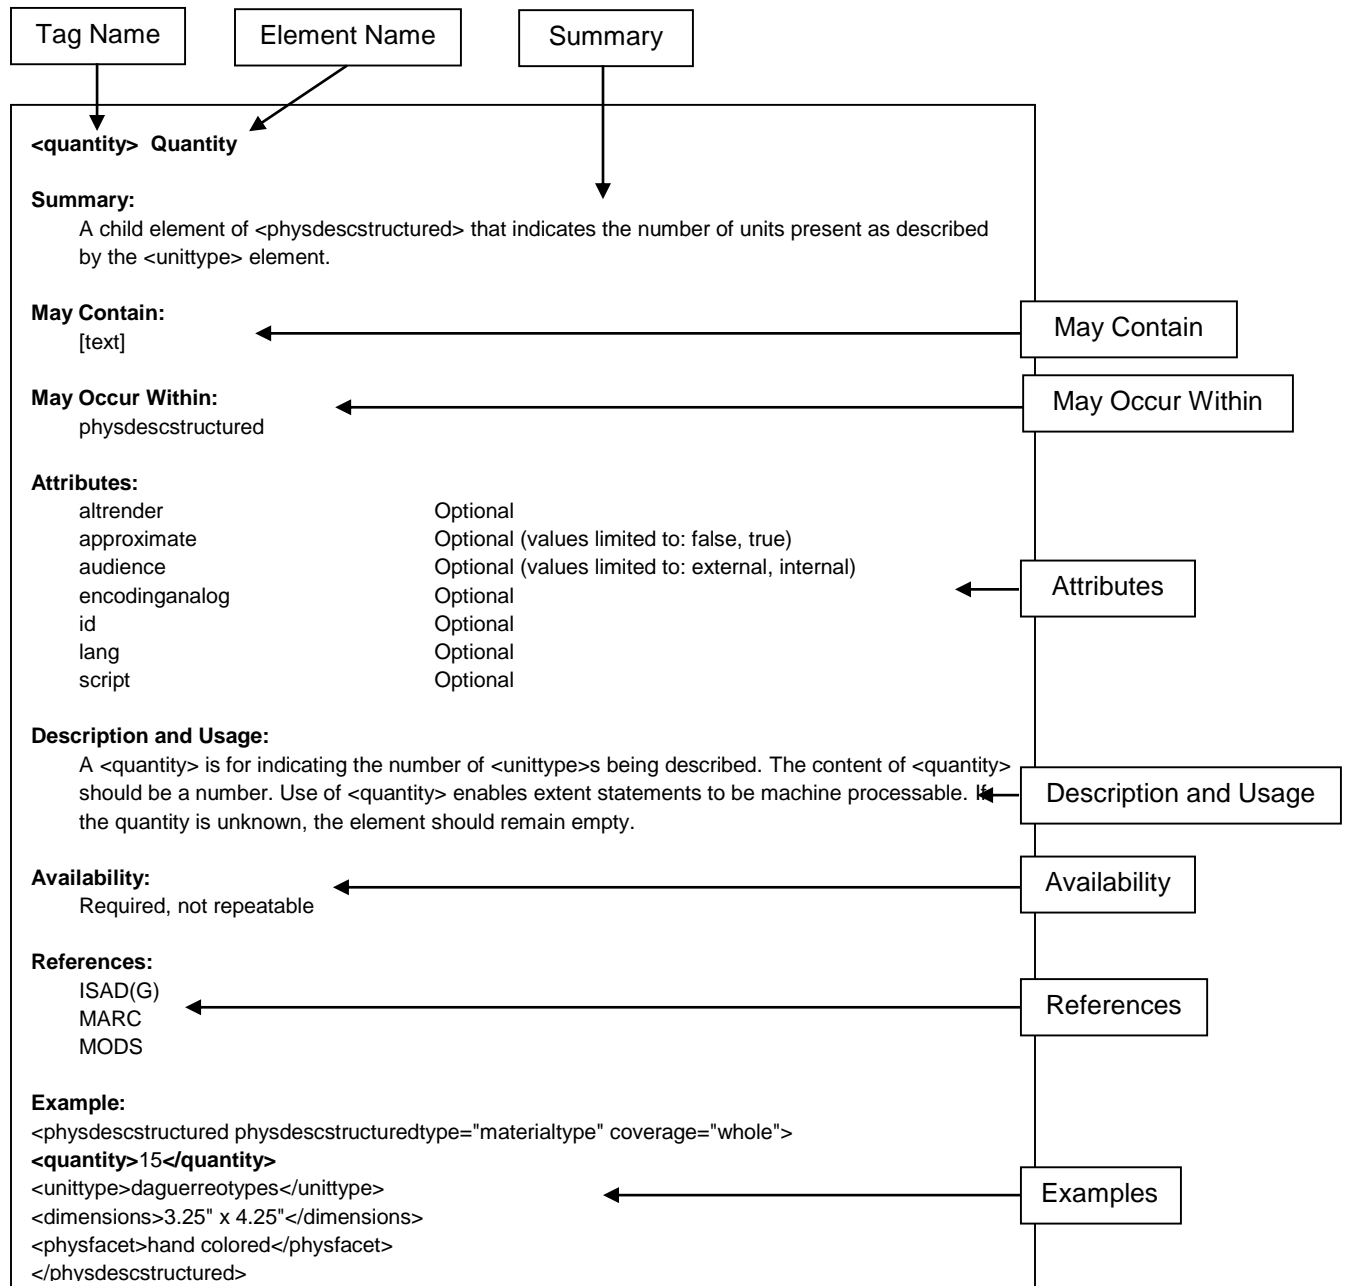 Tag Name
Element Name
Summary
<quantity> Quantity
Summary:
A child element of <physdescstructured> that indicates the number of units present as described
by the <unittype> element.
May Contain:
[text]
May Contain
May Occur Within:
physdescstructured
May Occur Within
Attributes:
altrender Optional
approximate Optional (values limited to: false, true)
audience Optional (values limited to: external, internal)
encodinganalog Optional
id Optional
lang Optional
script Optional
Attributes
Description and Usage:
A <quantity> is for indicating the number of <unittype>s being described. The content of <quantity>
should be a number. Use of <quantity> enables extent statements to be machine processable. If
the quantity is unknown, the element should remain empty.
Description and Usage
Availability:
Required, not repeatable
Availability
References:
ISAD(G)
MARC
MODS
References
Example:
<physdescstructured physdescstructuredtype="materialtype" coverage="whole">
<quantity>15</quantity>
<unittype>daguerreotypes</unittype>
<dimensions>3.25" x 4.25"</dimensions>
<physfacet>hand colored</physfacet>
</physdescstructured>
Examples